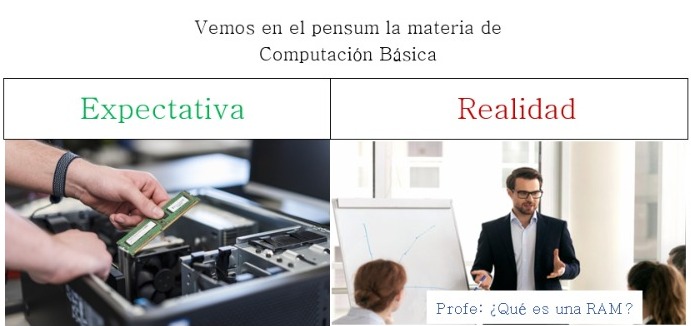 Vemos en el pensum la materia de
Computación Básica
Expectativa
Realidad
Profe: ¿Qué es una RAM?